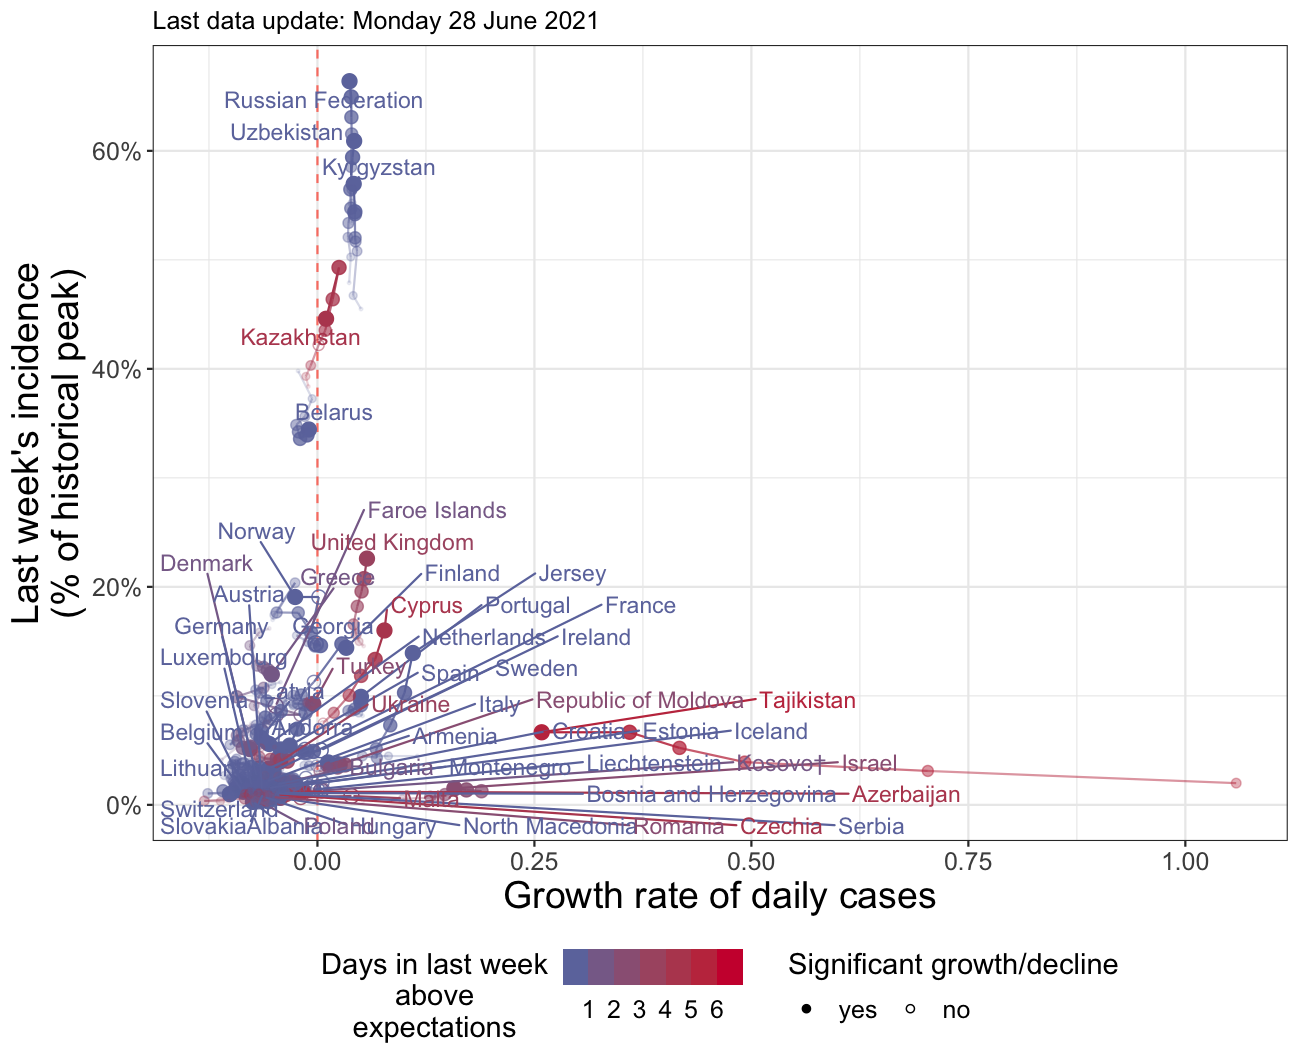 Last data update: Monday 28 June 2021
Last week's incidence
(% of historical peak)
60%
40%
20%
0%
Russian Federation
Uzbekistan
Kyrgyzstan
Kazakhstan
Belarus
Faroe Islands
Norway
United Kingdom
Denmark
Greece
Finland
Jersey
Austria
Cyprus
Portugal
France
Germany
Georgia
Netherlands
Ireland
Luxembourg
Turkey
Spain
Sweden
Slovenia
Latvia
Ukraine
Italy
Republic of Moldova
Tajikistan
Belgium
Andorra
Armenia
Croatia
Estonia
Iceland
Bulgaria
Montenegro
Liechtenstein
Kosovo†
Israel
Malta
Bosnia and Herzegovina
Azerbaijan
Switzerland
Slovakia
Albania
Poland
Hungary
North Macedonia
Romania
Czechia
Serbia
0.00
0.25
0.50
0.75
1.00
Growth rate of daily cases
Days in last week
above
expectations
1 2 3 4 5 6
Significant growth/decline
yes
no